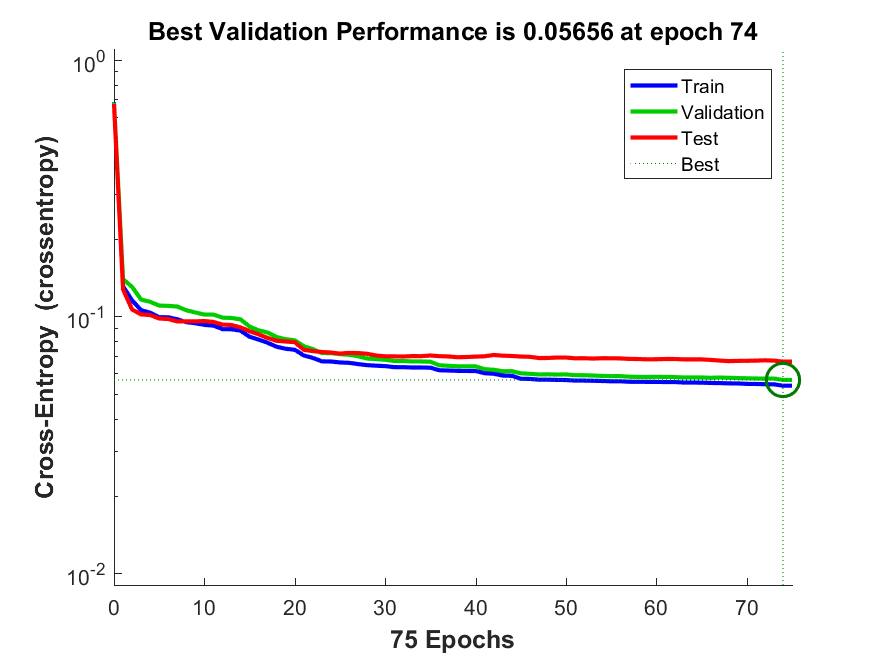 Best Validation Performance is 0.05656 at epoch 74
10^0
10^-1
10^-2
Cross-Entropy (crossentropy)
Train
Validation
Test
Best
0 10 20 30 40 50 60 70
75 Epochs